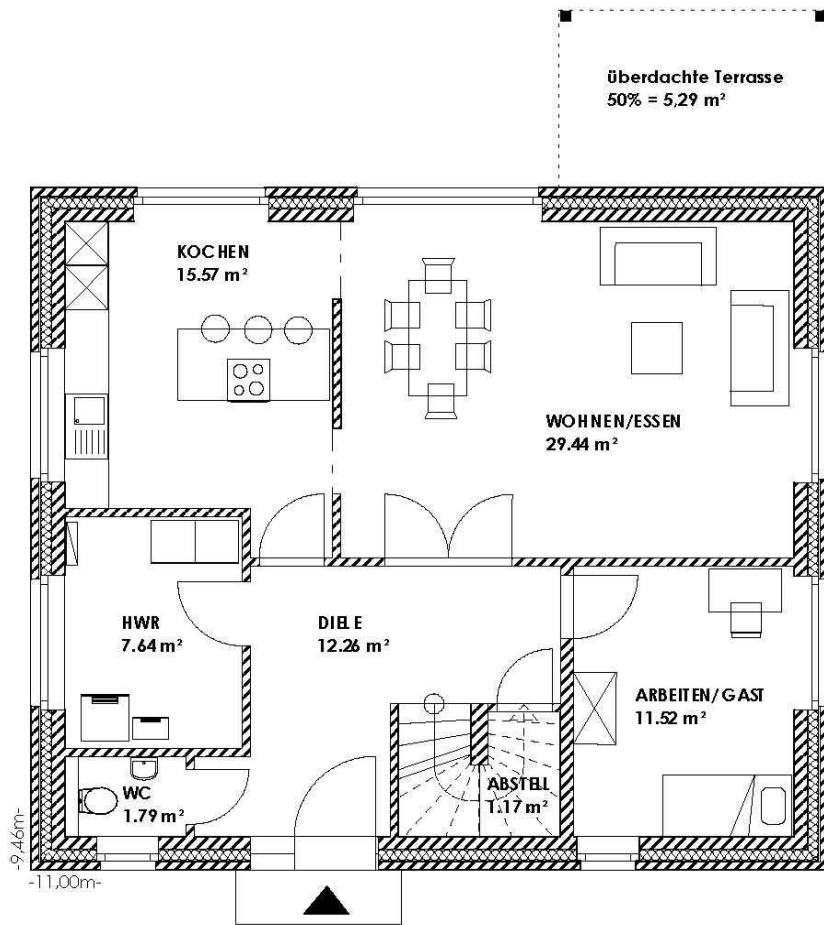 überdachte Terrasse
50% = 5,29 m²
KOCHEN
15.57 m²
WOHNEN/ESSEN
29.44 m²
HWR
7.64 m²
DIELE
12.26 m²
ARBEITEN/GAST
11.52 m²
ABSTELL
1.17 m²
WC
1.79 m²
-9,46m-
-11,00m-